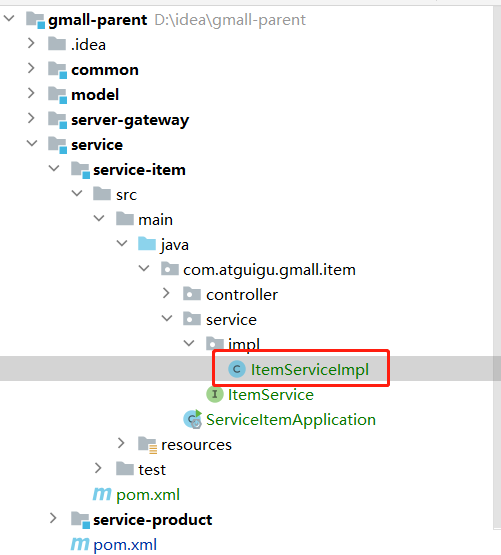 gmall-parent D:\idea\gmall-parent
.idea
common
model
server-gateway
service
service-item
src
main
java
com.atguigu.gmall.item
controller
service
impl
ItemServiceImpl
ItemService
ServiceItemApplication
resources
test
pom.xml
service-product
pom.xml